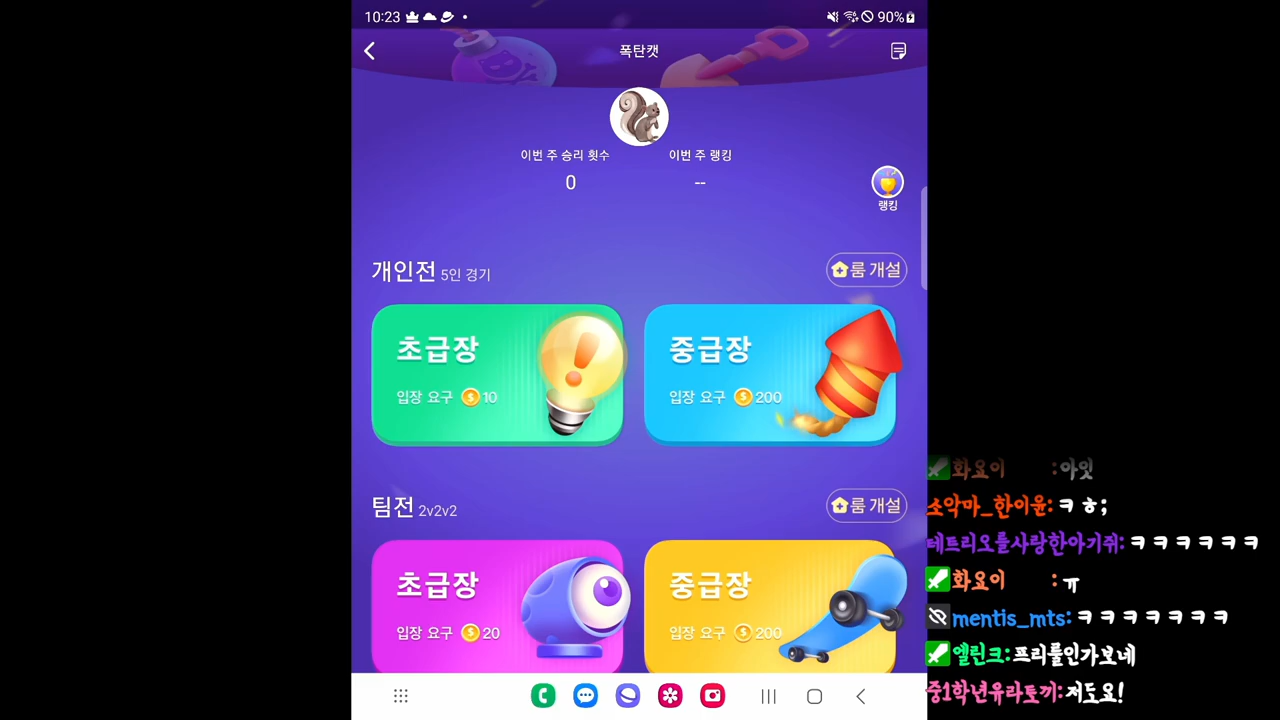 10:23
90%
폭탄캣
이번 주 승리 횟수
이번 주 랭킹
0
--
랭킹
개인전 5인 경기
룸 개설
초급장
입장 요구 10
중급장
입장 요구 200
팀전 2v2v2
룸 개설
초급장
입장 요구 20
중급장
입장 요구 200
화요이 :아잇
소악마_한이윤: ㅋㅎ;
테트리오를사랑한아기쥐: ㅋㅋㅋㅋㅋㅋ
화요이 :ㅠ
mentis_mts: ㅋㅋㅋㅋㅋㅋㅋ
엘린크: 프리룰인가보네
중1학년유라토끼: 저도요!